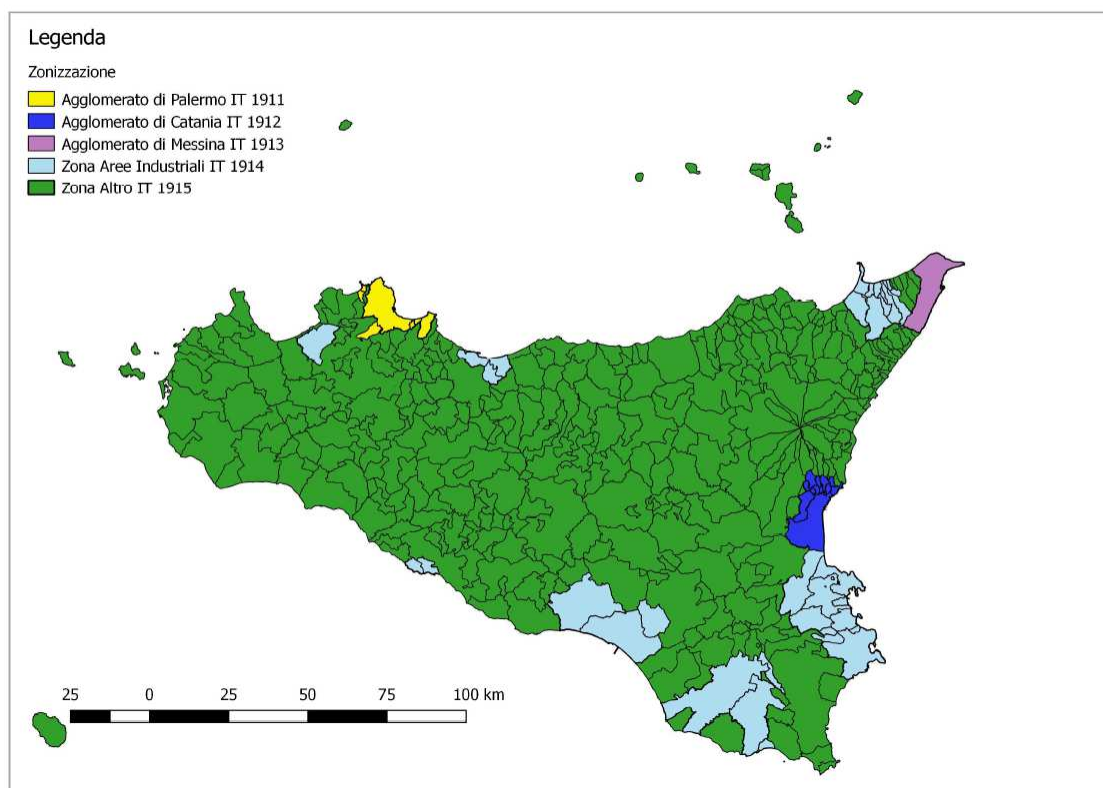 Legenda
Zonizzazione
Agglomerato di Palermo IT 1911
Agglomerato di Catania IT 1912
Agglomerato di Messina IT 1913
Zona Aree Industriali IT 1914
Zona Altro IT 1915
25 0 25 50 75 100 km